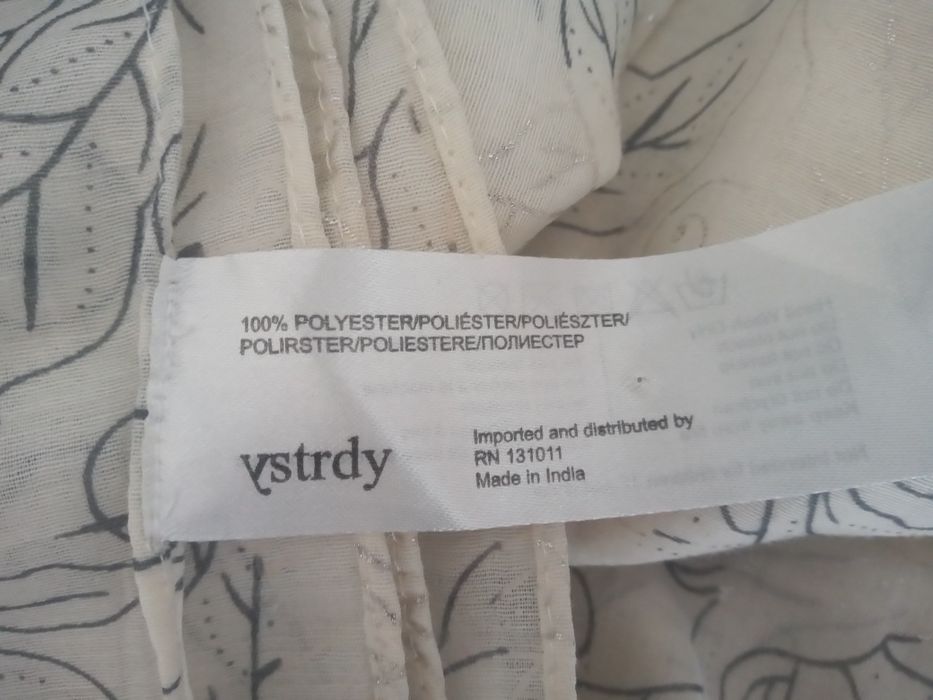 100% POLYESTER/POLIÉSTER/POLIÉSZTER/
POLIRSTER/POLIESTERE/ПОЛИЕСТЕР
ystrdy
Imported and distributed by
RN 131011
Made in India